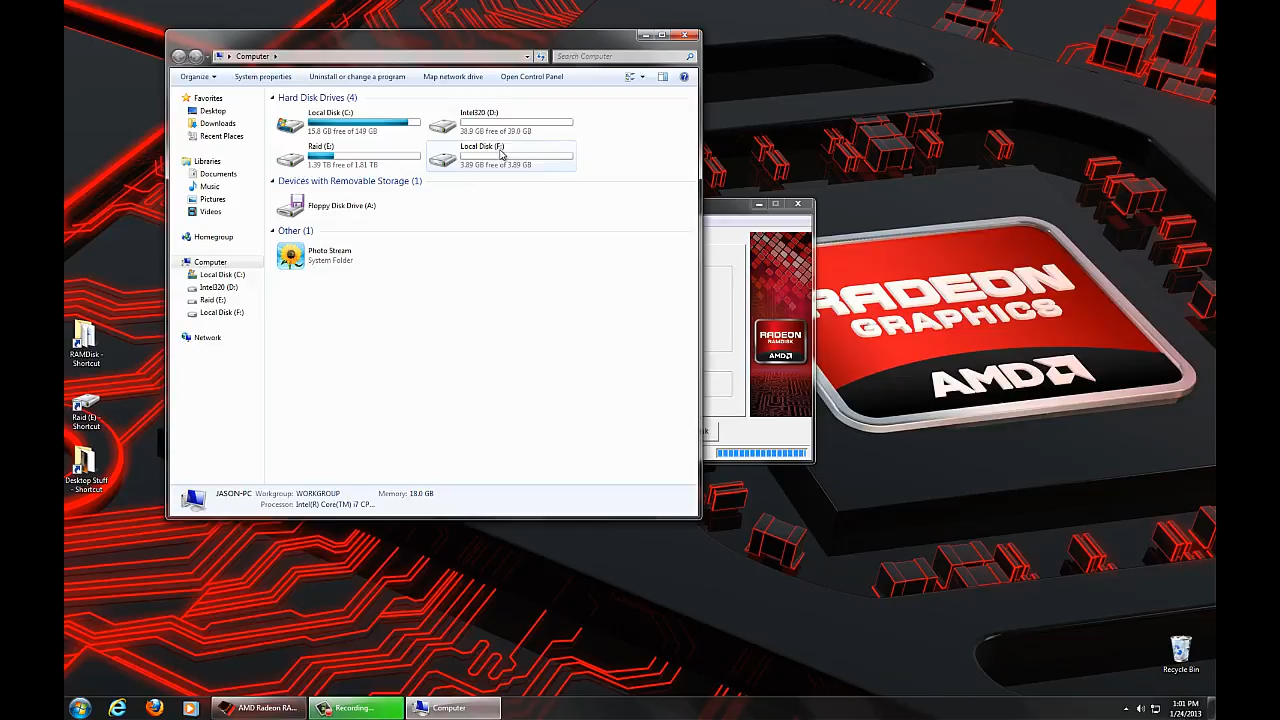 Computer
Search Computer
Organize
System properties
Uninstall or change a program
Map network drive
Open Control Panel
Favorites
Desktop
Downloads
Recent Places
Libraries
Documents
Music
Pictures
Videos
Homegroup
Computer
Local Disk (C:)
Intel320 (D:)
Raid (E:)
Local Disk (F:)
Network
Hard Disk Drives (4)
Local Disk (C:)
15.8 GB free of 149 GB
Intel320 (D:)
38.9 GB free of 39.0 GB
Raid (E:)
1.39 TB free of 1.81 TB
Local Disk (F:)
3.89 GB free of 3.89 GB
Devices with Removable Storage (1)
Floppy Disk Drive (A:)
Other (1)
Photo Stream
System Folder
JASON-PC Workgroup: WORKGROUP Memory: 18.0 GB
Processor: Intel(R) Core(TM) i7 CP...
RADEON
RAMDISK
AMD
RADEON
GRAPHICS
AMD
RAMDisk -
Shortcut
Raid (E) -
Shortcut
Desktop
Stuff - Shortcut
Recycle Bin
AMD Radeon RA...
Recording...
Computer
1:01 PM
1/24/2013